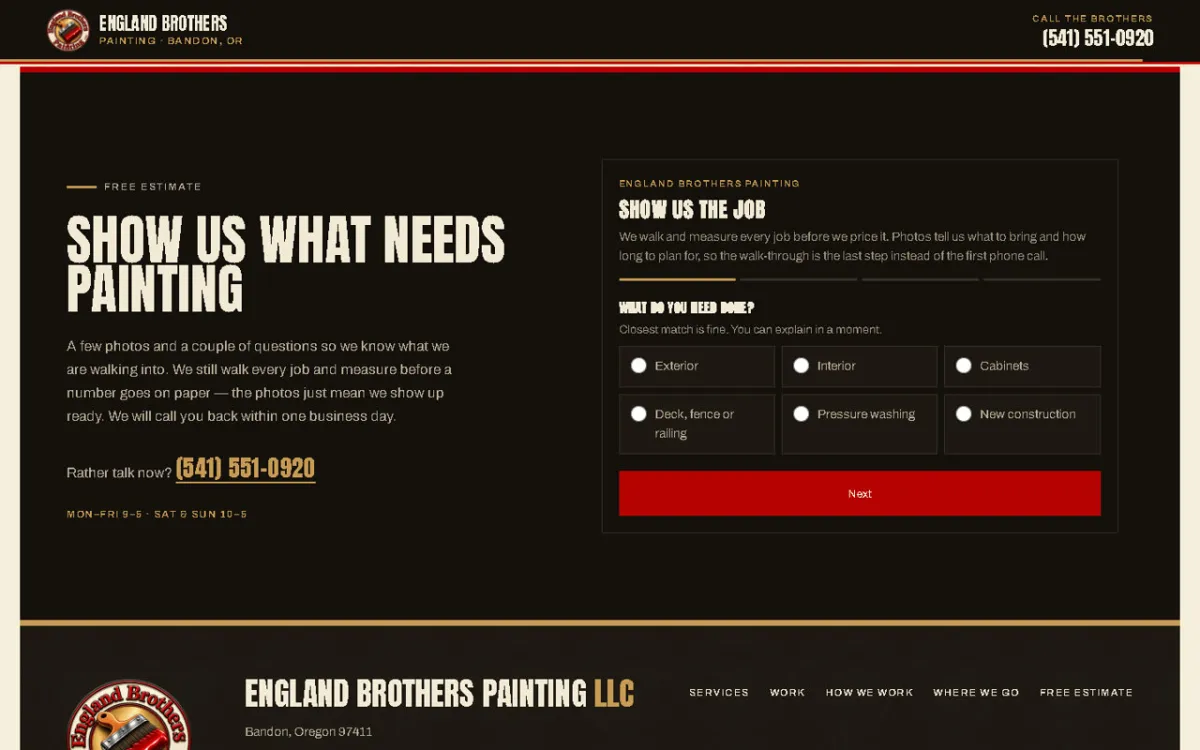 ENGLAND BROTHERS
PAINTING · BANDON, OR
CALL THE BROTHERS
(541) 551-0920
FREE ESTIMATE
SHOW US WHAT NEEDS
PAINTING
A few photos and a couple of questions so we know what we
are walking into. We still walk every job and measure before a
number goes on paper — the photos just mean we show up
ready. We will call you back within one business day.
Rather talk now? (541) 551-0920
MON–FRI 9–5 · SAT & SUN 10–5
ENGLAND BROTHERS PAINTING
SHOW US THE JOB
We walk and measure every job before we price it. Photos tell us what to bring and how
long to plan for, so the walk-through is the last step instead of the first phone call.
WHAT DO YOU NEED DONE?
Closest match is fine. You can explain in a moment.
Exterior
Interior
Cabinets
Deck, fence or
railing
Pressure washing
New construction
Next
England Brothers
ENGLAND BROTHERS PAINTING LLC
Bandon, Oregon 97411
SERVICES
WORK
HOW WE WORK
WHERE WE GO
FREE ESTIMATE